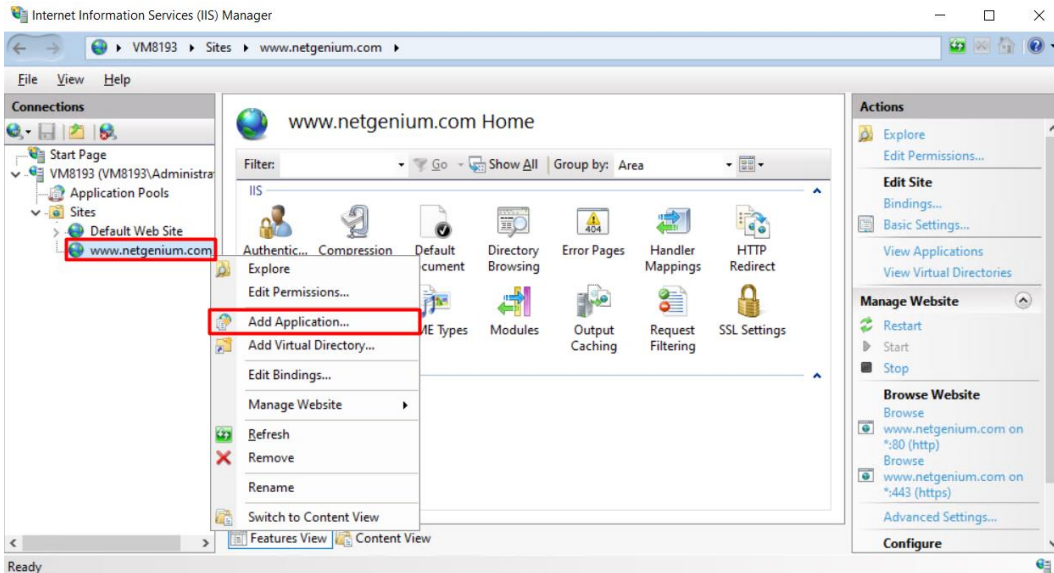 Internet Information Services (IIS) Manager
VM8193 Sites www.netgenium.com
File View Help
Connections
Start Page
VM8193 (VM8193\Administra
Application Pools
Sites
Default Web Site
www.netgenium.com
www.netgenium.com Home
Filter: Go Show All Group by: Area
IIS
Authentic... Compression Default Directory Browsing Error Pages Handler Mappings HTTP Redirect
cument
ME Types Modules Output Caching Request Filtering SSL Settings
Explore
Edit Permissions...
Add Application...
Add Virtual Directory...
Edit Bindings...
Manage Website
Refresh
Remove
Rename
Switch to Content View
Features View Content View
Actions
Explore
Edit Permissions...
Edit Site
Bindings...
Basic Settings...
View Applications
View Virtual Directories
Manage Website
Restart
Start
Stop
Browse Website
Browse
www.netgenium.com on
*:80 (http)
Browse
www.netgenium.com on
*:443 (https)
Advanced Settings...
Configure
Ready